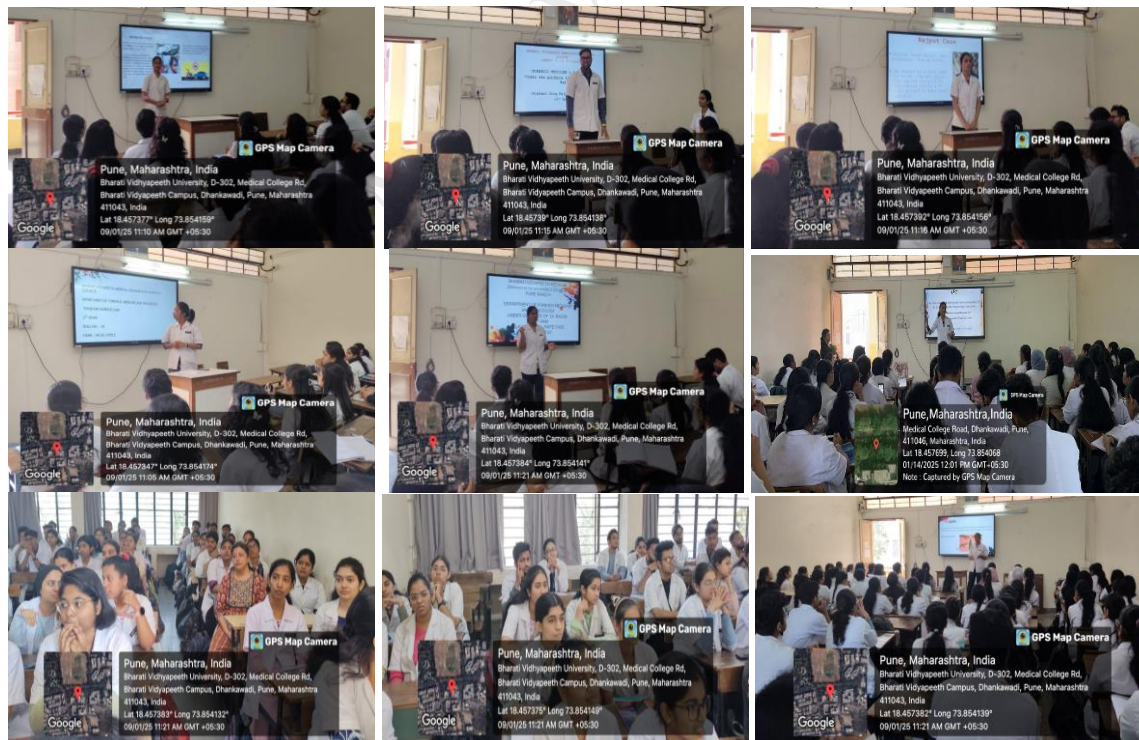 GPS Map Camera
Pune, Maharashtra, India
Bharati Vidhyapeeth University, D-302, Medical College Rd,
Bharati Vidhyapeeth Campus, Dhankawadi, Pune, Maharashtra
411043, India
Lat 18.457377° Long 73.854159°
09/01/25 11:10 AM GMT +05:30
Google
GPS Map Camera
Pune, Maharashtra, India
Bharati Vidhyapeeth University, D-302, Medical College Rd,
Bharati Vidhyapeeth Campus, Dhankawadi, Pune, Maharashtra
411043, India
Lat 18.45739° Long 73.854138°
09/01/25 11:15 AM GMT +05:30
Google
Rajput Case
GPS Map Camera
Pune, Maharashtra, India
Bharati Vidhyapeeth University, D-302, Medical College Rd,
Bharati Vidhyapeeth Campus, Dhankawadi, Pune, Maharashtra
411043, India
Lat 18.457392° Long 73.854156°
09/01/25 11:16 AM GMT +05:30
Google
GPS Map Camera
Pune, Maharashtra, India
Bharati Vidhyapeeth University, D-302, Medical College Rd,
Bharati Vidhyapeeth Campus, Dhankawadi, Pune, Maharashtra
411043, India
Lat 18.457347° Long 73.854174°
09/01/25 11:05 AM GMT +05:30
Google
GPS Map Camera
Pune, Maharashtra, India
Bharati Vidhyapeeth University, D-302, Medical College Rd,
Bharati Vidhyapeeth Campus, Dhankawadi, Pune, Maharashtra
411043, India
Lat 18.457384° Long 73.854141°
09/01/25 11:21 AM GMT +05:30
Google
GPS Map Camera
Pune,Maharashtra,India
Medical College Road, Dhankawadi, Pune,
411046, Maharashtra, India
Lat 18.457699, Long 73.854068
01/14/2025 12:01 PM GMT+05:30
Note : Captured by GPS Map Camera
GPS Map Camera
Pune, Maharashtra, India
Bharati Vidhyapeeth University, D-302, Medical College Rd,
Bharati Vidhyapeeth Campus, Dhankawadi, Pune, Maharashtra
411043, India
Lat 18.457383° Long 73.854132°
09/01/25 11:21 AM GMT +05:30
Google
GPS Map Camera
Pune, Maharashtra, India
Bharati Vidhyapeeth University, D-302, Medical College Rd,
Bharati Vidhyapeeth Campus, Dhankawadi, Pune, Maharashtra
411043, India
Lat 18.457375° Long 73.854149°
09/01/25 11:21 AM GMT +05:30
Google
GPS Map Camera
Pune, Maharashtra, India
Bharati Vidhyapeeth University, D-302, Medical College Rd,
Bharati Vidhyapeeth Campus, Dhankawadi, Pune, Maharashtra
411043, India
Lat 18.457382° Long 73.854139°
09/01/25 11:21 AM GMT +05:30
Google